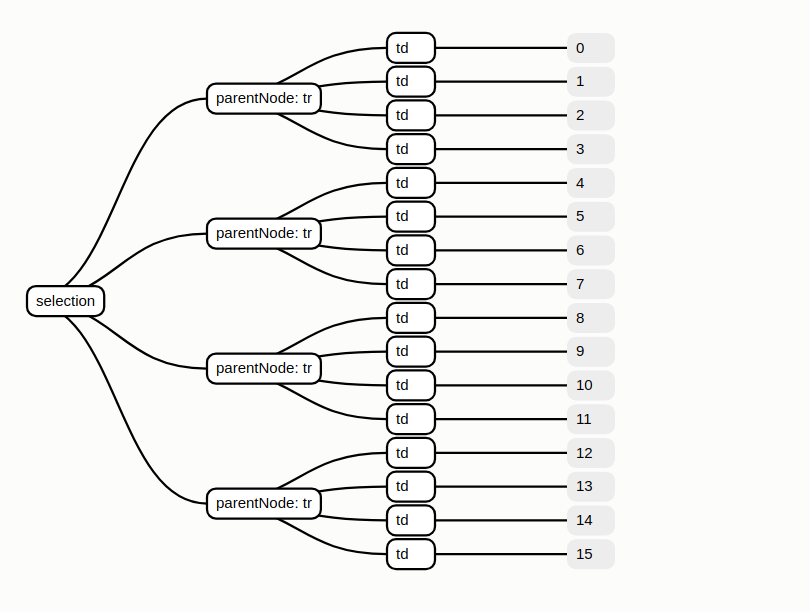 td 0
td 1
parentNode: tr
td 2
td 3
td 4
td 5
parentNode: tr
td 6
td 7
selection
td 8
td 9
parentNode: tr
td 10
td 11
td 12
td 13
parentNode: tr
td 14
td 15